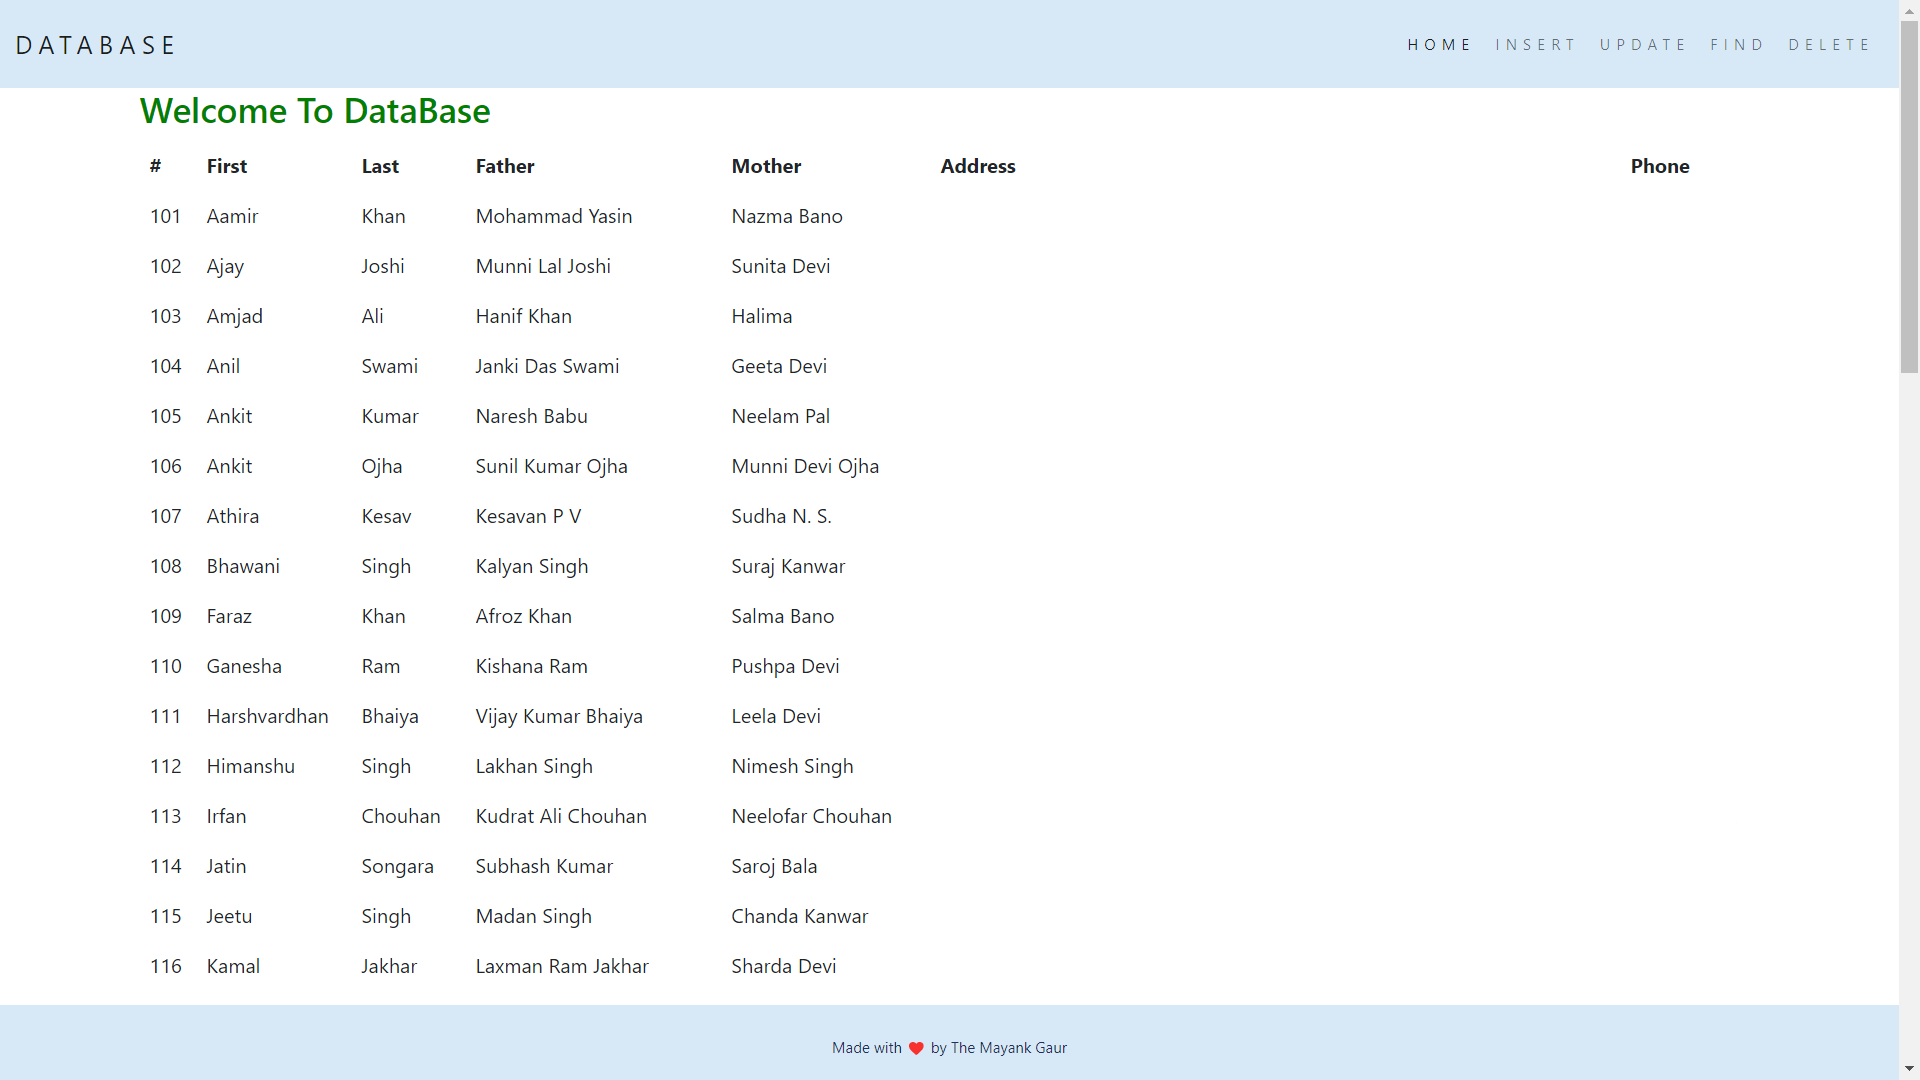 DATABASE HOME INSERT UPDATE FIND DELETE
Welcome To DataBase
# First Last Father Mother Address Phone
101 Aamir Khan Mohammad Yasin Nazma Bano
102 Ajay Joshi Munni Lal Joshi Sunita Devi
103 Amjad Ali Hanif Khan Halima
104 Anil Swami Janki Das Swami Geeta Devi
105 Ankit Kumar Naresh Babu Neelam Pal
106 Ankit Ojha Sunil Kumar Ojha Munni Devi Ojha
107 Athira Kesav Kesavan P V Sudha N. S.
108 Bhawani Singh Kalyan Singh Suraj Kanwar
109 Faraz Khan Afroz Khan Salma Bano
110 Ganesha Ram Kishana Ram Pushpa Devi
111 Harshvardhan Bhaiya Vijay Kumar Bhaiya Leela Devi
112 Himanshu Singh Lakhan Singh Nimesh Singh
113 Irfan Chouhan Kudrat Ali Chouhan Neelofar Chouhan
114 Jatin Songara Subhash Kumar Saroj Bala
115 Jeetu Singh Madan Singh Chanda Kanwar
116 Kamal Jakhar Laxman Ram Jakhar Sharda Devi
Made with ❤ by The Mayank Gaur